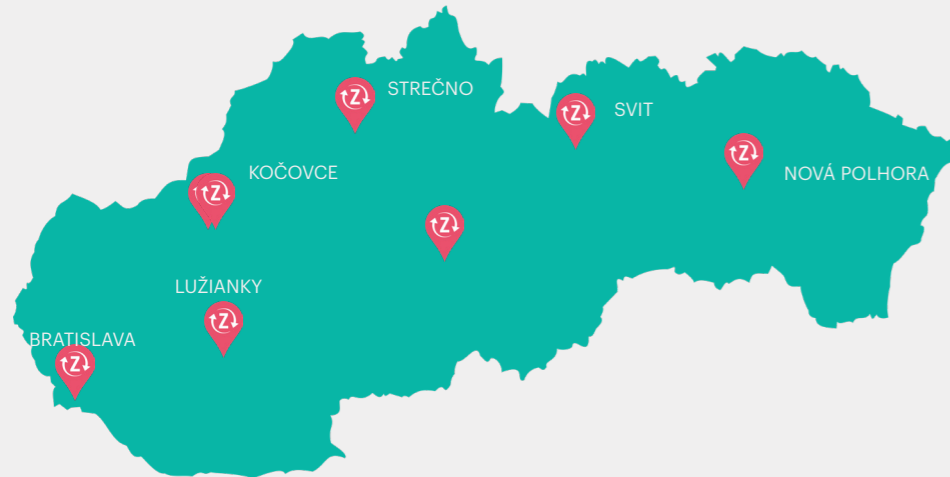 STREČNO
SVIT
KOČOVCE
NOVÁ POLHORA
LUŽIANKY
BRATISLAVA
Z
Z
Z
Z
Z
Z
Z